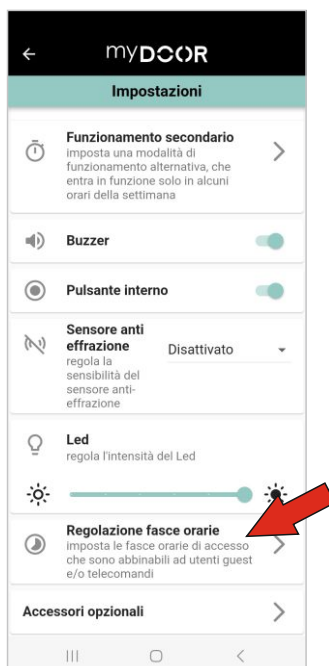 myDOOR
Impostazioni
Funzionamento secondario
imposta una modalità di
funzionamento alternativa, che
entra in funzione solo in alcuni
orari della settimana
Buzzer
Pulsante interno
Sensore anti
effrazione
Disattivato
regola la
sensibilità del
sensore anti-
effrazione
Led
regola l'intensità del Led
Regolazione fasce orarie
imposta le fasce orarie di accesso
che sono abbinabili ad utenti guest
e/o telecomandi
Accessori opzionali